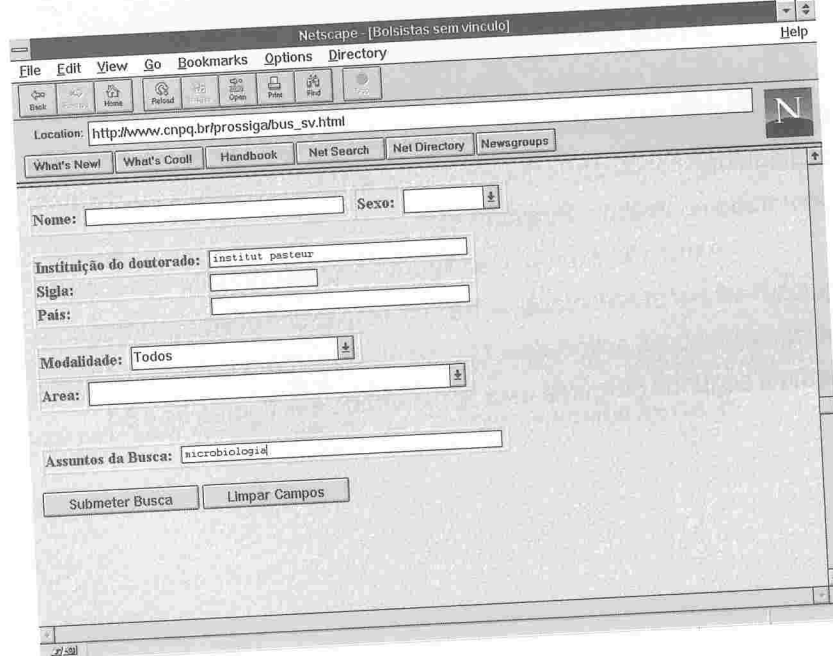 Netscape - [Bolsistas sem vinculo]
File Edit View Go Bookmarks Options Directory Help
Back Home Reload Open Print Find
Location: http://www.cnpq.br/prossiga/bus_sv.html
N
What's New! What's Cool! Handbook Net Search Net Directory Newsgroups
Nome: Sexo:
Instituição do doutorado: institut pasteur
Sigla:
País:
Modalidade: Todos
Area:
Assuntos da Busca: microbiologia
Submeter Busca Limpar Campos